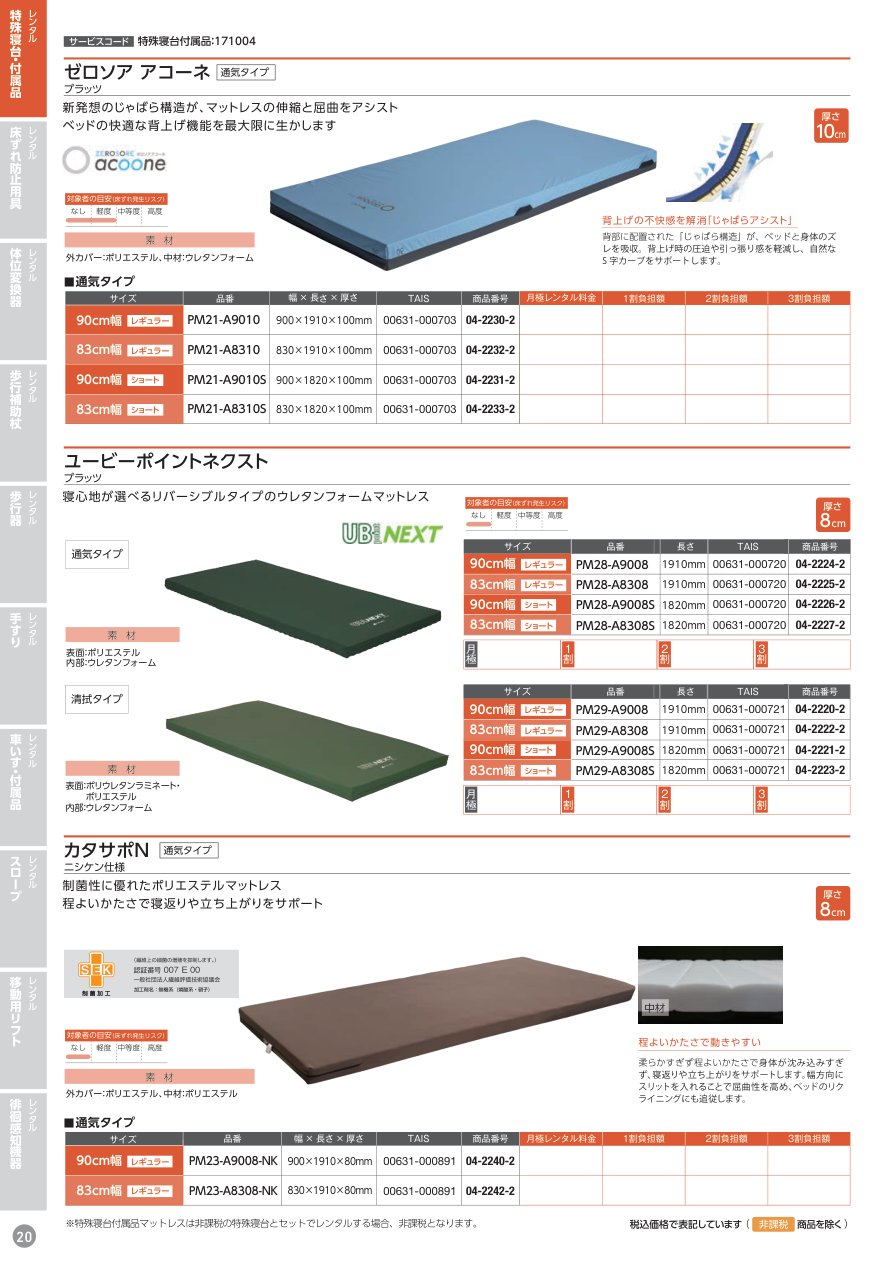 レンタル
特殊寝台・付属品
レンタル
床ずれ防止用具
レンタル
体位変換器
レンタル
歩行補助杖
レンタル
歩行器
レンタル
手すり
レンタル
車いす・付属品
レンタル
スロープ
レンタル
移動用リフト
レンタル
徘徊感知機器
20
サービスコード 特殊寝台付属品:171004
ゼロソア アコーネ 通気タイプ
プラッツ
新発想のじゃばら構造が、マットレスの伸縮と屈曲をアシスト
ベッドの快適な背上げ機能を最大限に生かします
厚さ
10cm
ZEROSORE ゼロソアアコーネ
acoone
対象者の目安(床ずれ発生リスク)
なし 軽度 中等度 高度
素 材
外カバー:ポリエステル、中材:ウレタンフォーム
背上げの不快感を解消「じゃばらアシスト」
背部に配置された「じゃばら構造」が、ベッドと身体のズ
レを吸収。背上げ時の圧迫や引っ張り感を軽減し、自然な
S字カーブをサポートします。
■通気タイプ
サイズ 品番 幅×長さ×厚さ TAIS 商品番号 月極レンタル料金 1割負担額 2割負担額 3割負担額
90cm幅 レギュラー PM21-A9010 900×1910×100mm 00631-000703 04-2230-2
83cm幅 レギュラー PM21-A8310 830×1910×100mm 00631-000703 04-2232-2
90cm幅 ショート PM21-A9010S 900×1820×100mm 00631-000703 04-2231-2
83cm幅 ショート PM21-A8310S 830×1820×100mm 00631-000703 04-2233-2
ユービーポイントネクスト
プラッツ
寝心地が選べるリバーシブルタイプのウレタンフォームマットレス
対象者の目安(床ずれ発生リスク)
なし 軽度 中等度 高度
厚さ
8cm
UB point NEXT
通気タイプ
素 材
表面:ポリエステル
内部:ウレタンフォーム
サイズ 品番 長さ TAIS 商品番号
90cm幅 レギュラー PM28-A9008 1910mm 00631-000720 04-2224-2
83cm幅 レギュラー PM28-A8308 1910mm 00631-000720 04-2225-2
90cm幅 ショート PM28-A9008S 1820mm 00631-000720 04-2226-2
83cm幅 ショート PM28-A8308S 1820mm 00631-000720 04-2227-2
月極 1割 2割 3割
清拭タイプ
素 材
表面:ポリウレタンラミネート・
ポリエステル
内部:ウレタンフォーム
サイズ 品番 長さ TAIS 商品番号
90cm幅 レギュラー PM29-A9008 1910mm 00631-000721 04-2220-2
83cm幅 レギュラー PM29-A8308 1910mm 00631-000721 04-2222-2
90cm幅 ショート PM29-A9008S 1820mm 00631-000721 04-2221-2
83cm幅 ショート PM29-A8308S 1820mm 00631-000721 04-2223-2
月極 1割 2割 3割
カタサポN 通気タイプ
ニシケン仕様
制菌性に優れたポリエステルマットレス
程よいかたさで寝返りや立ち上がりをサポート
厚さ
8cm
SEK
制菌加工
(繊維上の細菌の増殖を抑制します。)
認証番号 007 E 00
一般社団法人繊維評価技術協議会
加工剤名:無機系(燐酸系・硝子)
対象者の目安(床ずれ発生リスク)
なし 軽度 中等度 高度
素 材
外カバー:ポリエステル、中材:ポリエステル
中材
程よいかたさで動きやすい
柔らかすぎず程よいかたさで身体が沈み込みすぎ
ず、寝返りや立ち上がりをサポートします。幅方向に
スリットを入れることで屈曲性を高め、ベッドのリク
ライニングにも追従します。
■通気タイプ
サイズ 品番 幅×長さ×厚さ TAIS 商品番号 月極レンタル料金 1割負担額 2割負担額 3割負担額
90cm幅 レギュラー PM23-A9008-NK 900×1910×80mm 00631-000891 04-2240-2
83cm幅 レギュラー PM23-A8308-NK 830×1910×80mm 00631-000891 04-2242-2
※特殊寝台付属品マットレスは非課税の特殊寝台とセットでレンタルする場合、非課税となります。
税込価格で表記しています(非課税 商品を除く)